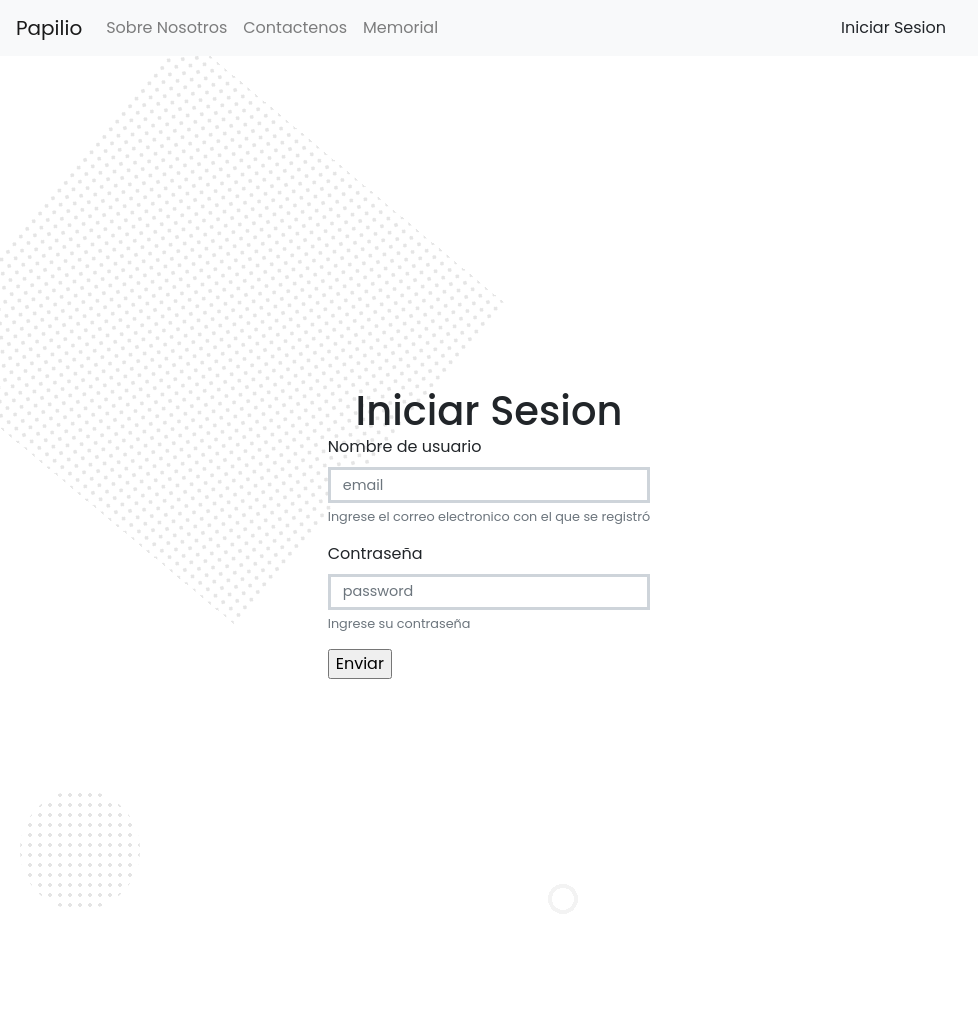 Papilio Sobre Nosotros Contactenos Memorial Iniciar Sesion
Iniciar Sesion
Nombre de usuario
email
Ingrese el correo electronico con el que se registró
Contraseña
password
Ingrese su contraseña
Enviar